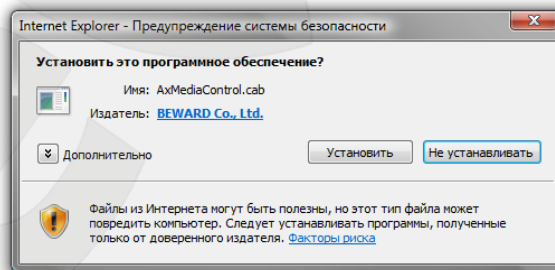 Internet Explorer - Предупреждение системы безопасности
Установить это программное обеспечение?
Имя: AxMediaControl.cab
Издатель: BEWARD Co., Ltd.
Дополнительно
Установить
Не устанавливать
Файлы из Интернета могут быть полезны, но этот тип файла может
повредить компьютер. Следует устанавливать программы, полученные
только от доверенного издателя. Факторы риска